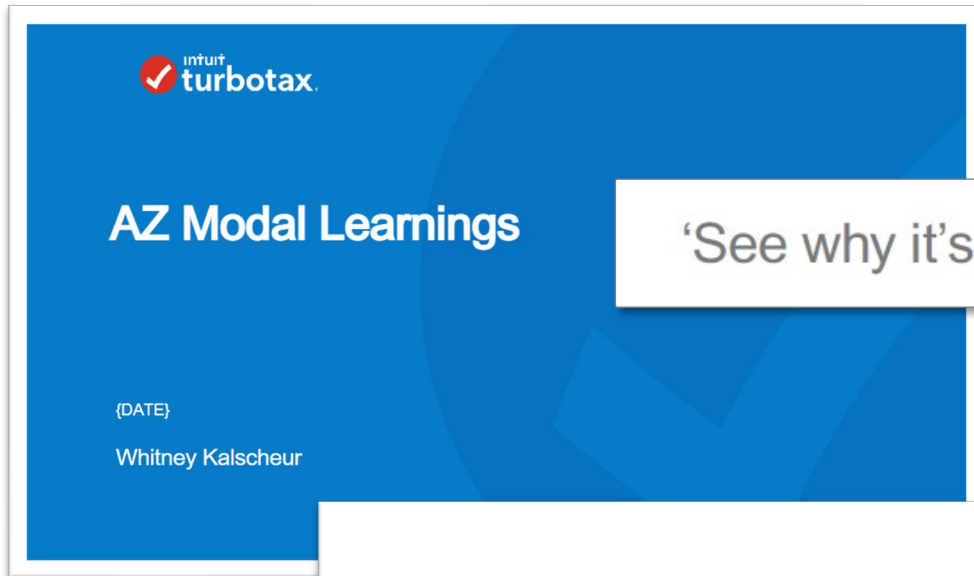 intuit
turbotax.
AZ Modal Learnings
‘See why it’s
{DATE}
Whitney Kalscheur